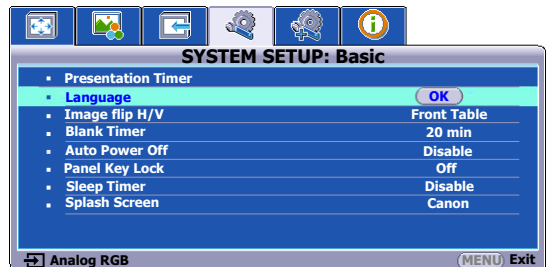 SYSTEM SETUP: Basic
Presentation Timer
Language OK
Image flip H/V Front Table
Blank Timer 20 min
Auto Power Off Disable
Panel Key Lock Off
Sleep Timer Disable
Splash Screen Canon
Analog RGB MENU Exit